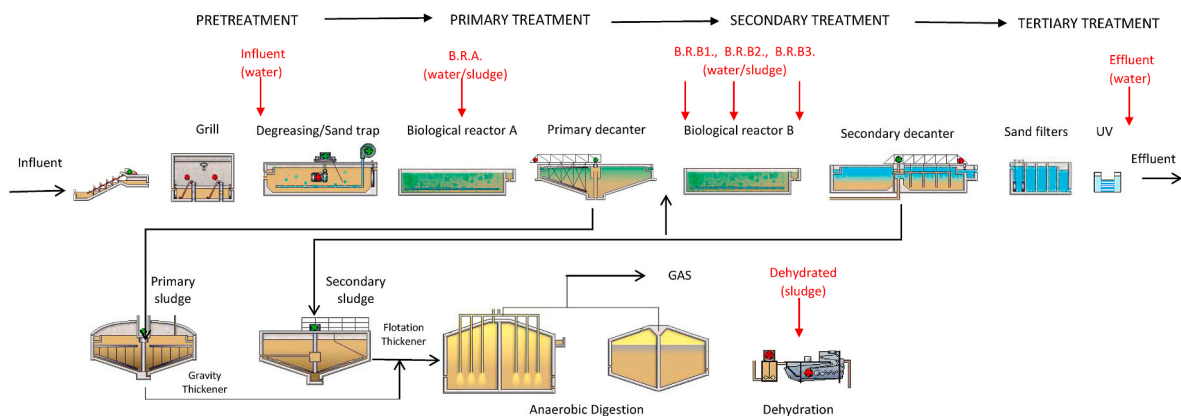 PRETREATMENT
PRIMARY TREATMENT
SECONDARY TREATMENT
TERTIARY TREATMENT
Influent
(water)
B.R.A.
(water/sludge)
B.R.B1., B.R.B2., B.R.B3.
(water/sludge)
Effluent
(water)
Influent
Grill
Degreasing/Sand trap
Biological reactor A
Primary decanter
Biological reactor B
Secondary decanter
Sand filters
UV
Effluent
Primary
sludge
Secondary
sludge
GAS
Dehydrated
(sludge)
Flotation
Thickener
Gravity
Thickener
Anaerobic Digestion
Dehydration